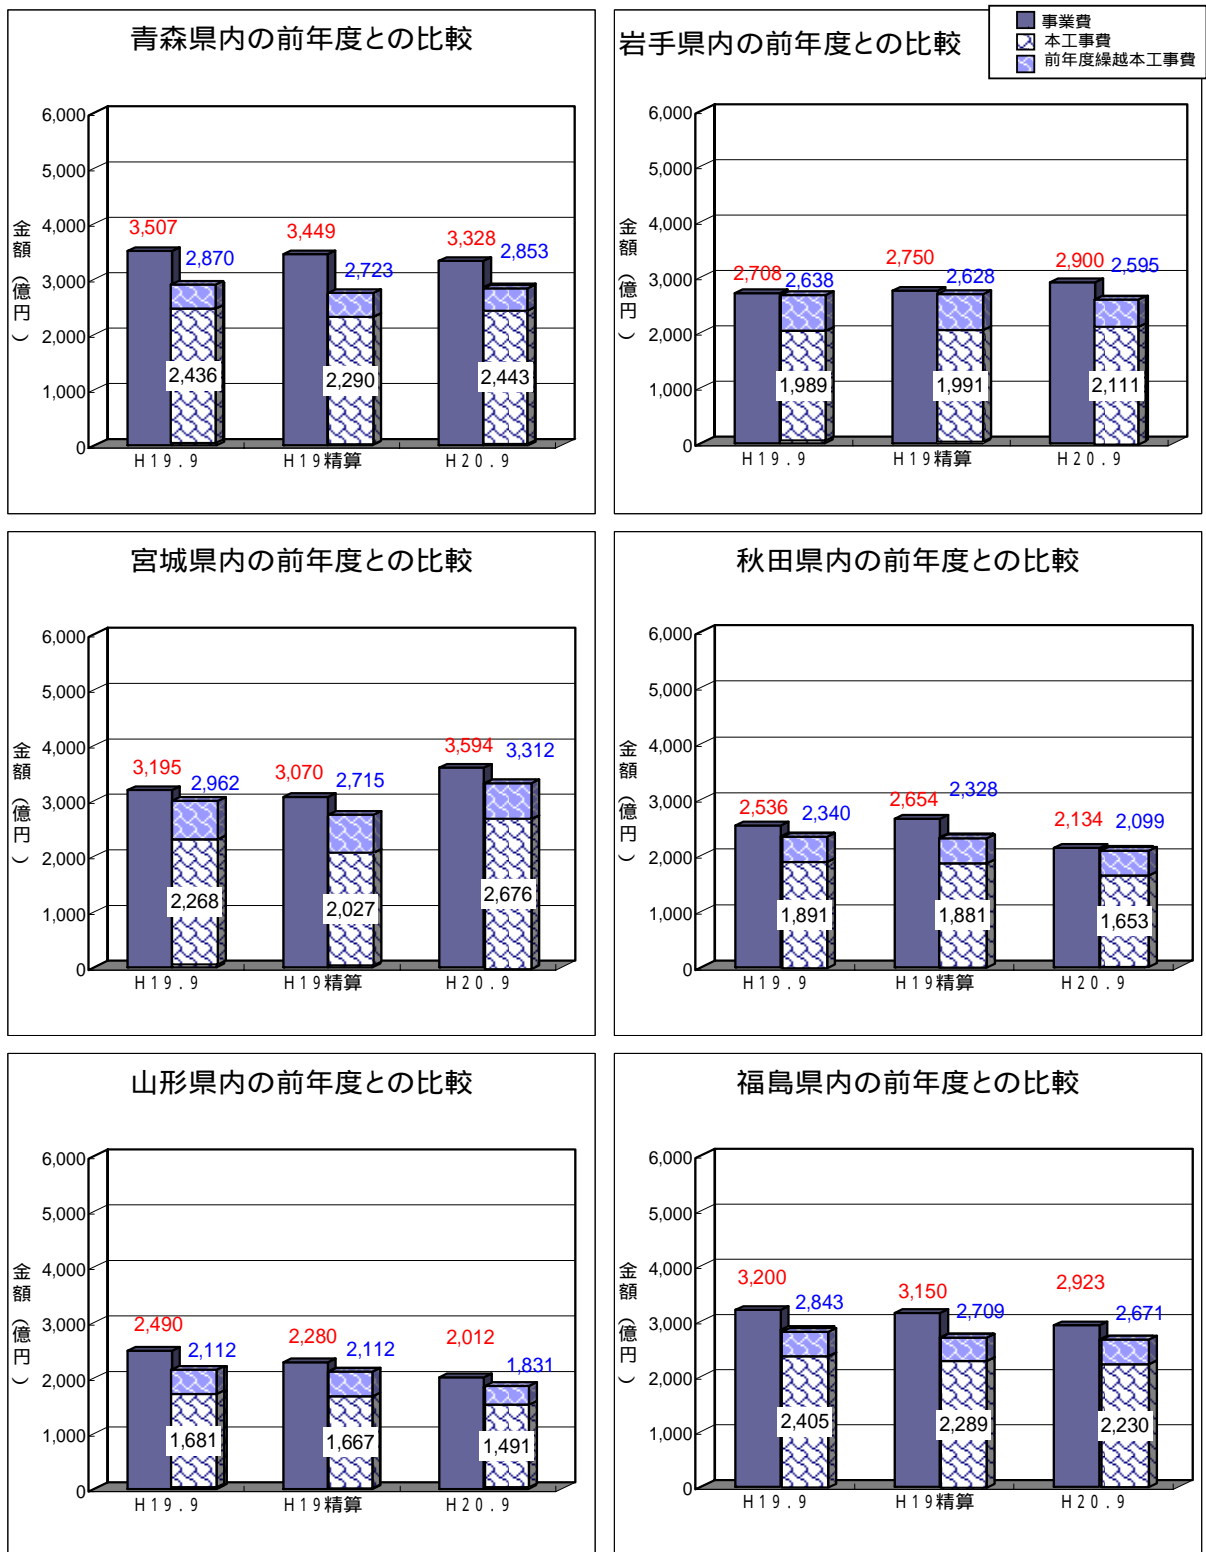 青森県内の前年度との比較
金額（億円）
6,000
5,000
4,000
3,000
2,000
1,000
0
3,507
2,870
2,436
3,449
2,723
2,290
3,328
2,853
2,443
H19.9
H19精算
H20.9
岩手県内の前年度との比較
事業費
本工事費
前年度繰越本工事費
金額（億円）
6,000
5,000
4,000
3,000
2,000
1,000
0
2,708
2,638
1,989
2,750
2,628
1,991
2,900
2,595
2,111
H19.9
H19精算
H20.9
宮城県内の前年度との比較
金額（億円）
6,000
5,000
4,000
3,000
2,000
1,000
0
3,195
2,962
2,268
3,070
2,715
2,027
3,594
3,312
2,676
H19.9
H19精算
H20.9
秋田県内の前年度との比較
金額（億円）
6,000
5,000
4,000
3,000
2,000
1,000
0
2,536
2,340
1,891
2,654
2,328
1,881
2,134
2,099
1,653
H19.9
H19精算
H20.9
山形県内の前年度との比較
金額（億円）
6,000
5,000
4,000
3,000
2,000
1,000
0
2,490
2,112
1,681
2,280
2,112
1,667
2,012
1,831
1,491
H19.9
H19精算
H20.9
福島県内の前年度との比較
金額（億円）
6,000
5,000
4,000
3,000
2,000
1,000
0
3,200
2,843
2,405
3,150
2,709
2,289
2,923
2,671
2,230
H19.9
H19精算
H20.9